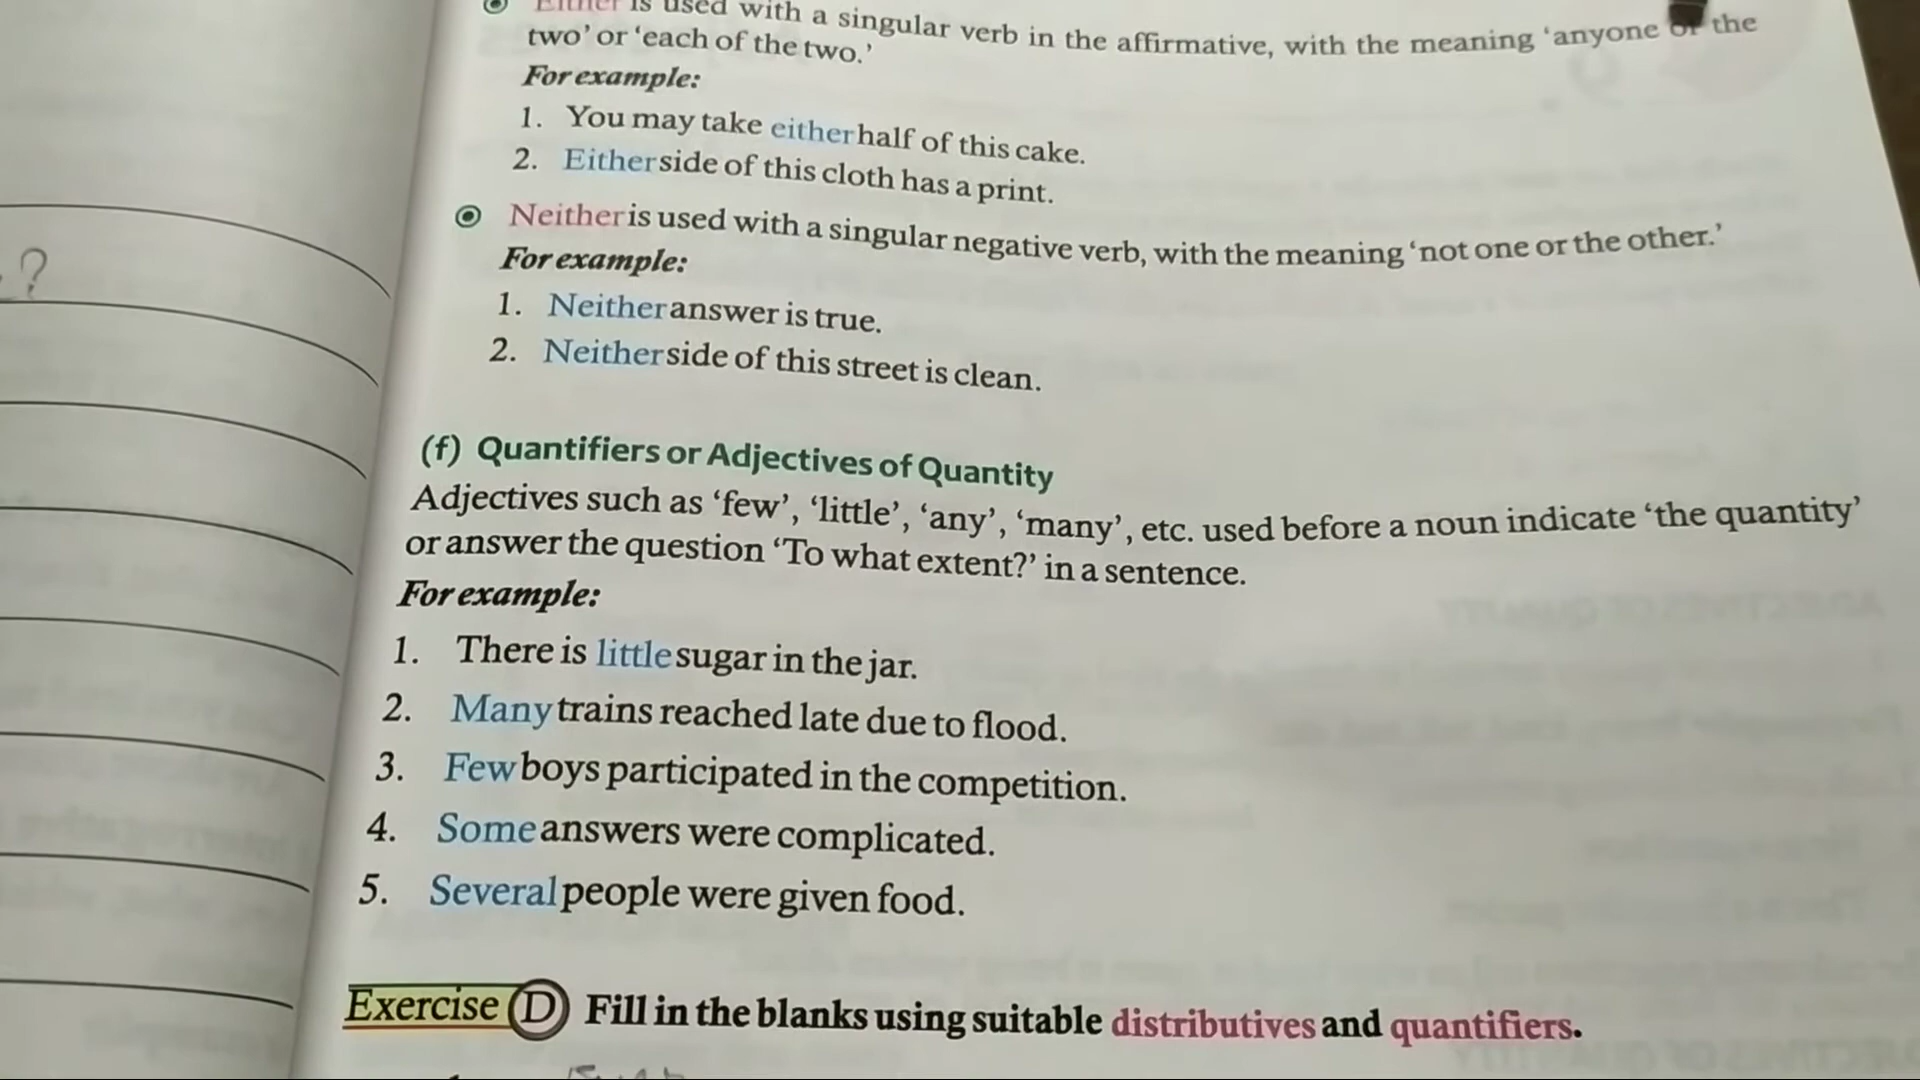 Either is used with a singular verb in the affirmative, with the meaning ‘anyone of the
two’ or ‘each of the two.’
For example:
1. You may take either half of this cake.
2. Either side of this cloth has a print.
Neither is used with a singular negative verb, with the meaning ‘not one or the other.’
For example:
1. Neither answer is true.
2. Neither side of this street is clean.
(f) Quantifiers or Adjectives of Quantity
Adjectives such as ‘few’, ‘little’, ‘any’, ‘many’, etc. used before a noun indicate ‘the quantity’
or answer the question ‘To what extent?’ in a sentence.
For example:
1. There is little sugar in the jar.
2. Many trains reached late due to flood.
3. Few boys participated in the competition.
4. Some answers were complicated.
5. Several people were given food.
Exercise D Fill in the blanks using suitable distributives and quantifiers.
?